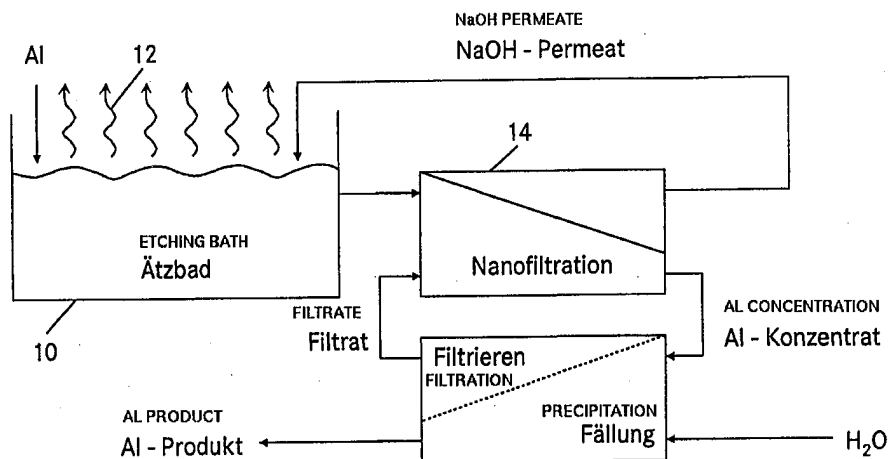 NaOH PERMEATE
NaOH - Permeat
Al
12
14
ETCHING BATH
Ätzbad
Nanofiltration
10
FILTRATE
Filtrat
AL CONCENTRATION
Al - Konzentrat
Filtrieren
FILTRATION
PRECIPITATION
Fällung
AL PRODUCT
Al - Produkt
H₂O